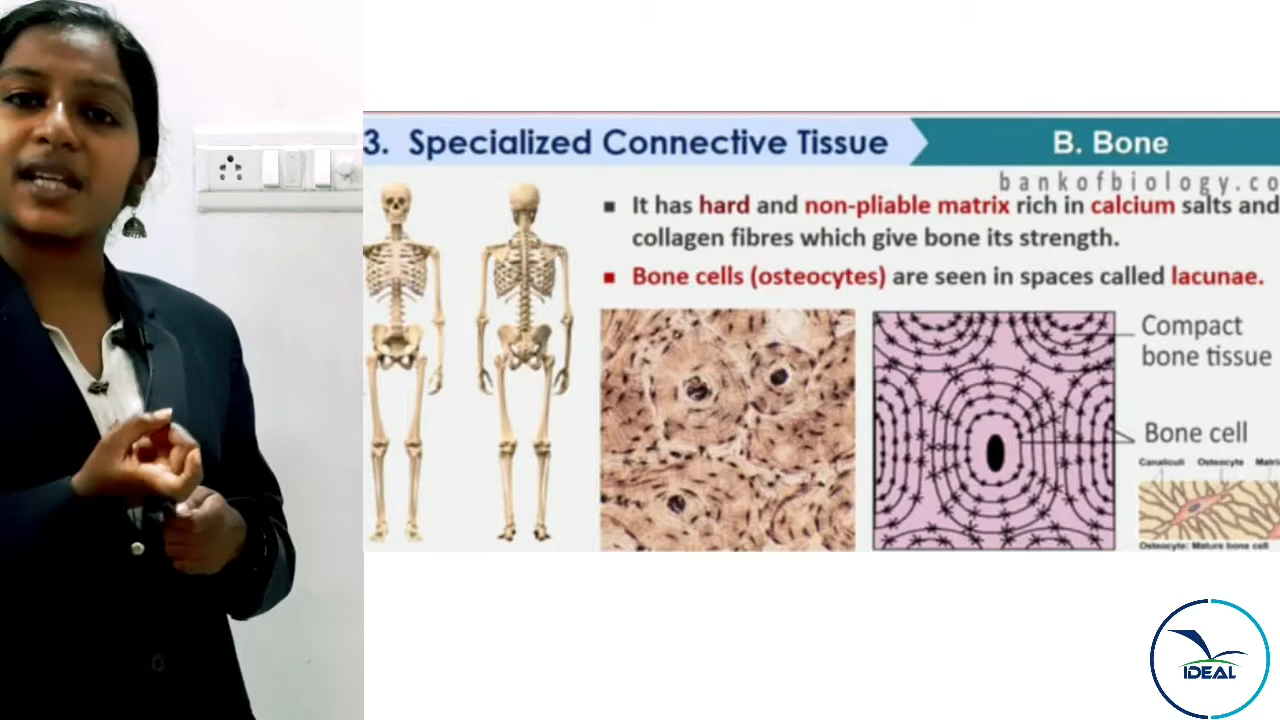 3. Specialized Connective Tissue
B. Bone
bankofbiology.co
▪ It has hard and non-pliable matrix rich in calcium salts and
collagen fibres which give bone its strength.
▪ Bone cells (osteocytes) are seen in spaces called lacunae.
Compact
bone tissue
Bone cell
Canaliculi Osteocyte Matri
Osteocyte: Mature bone cell
IDEAL